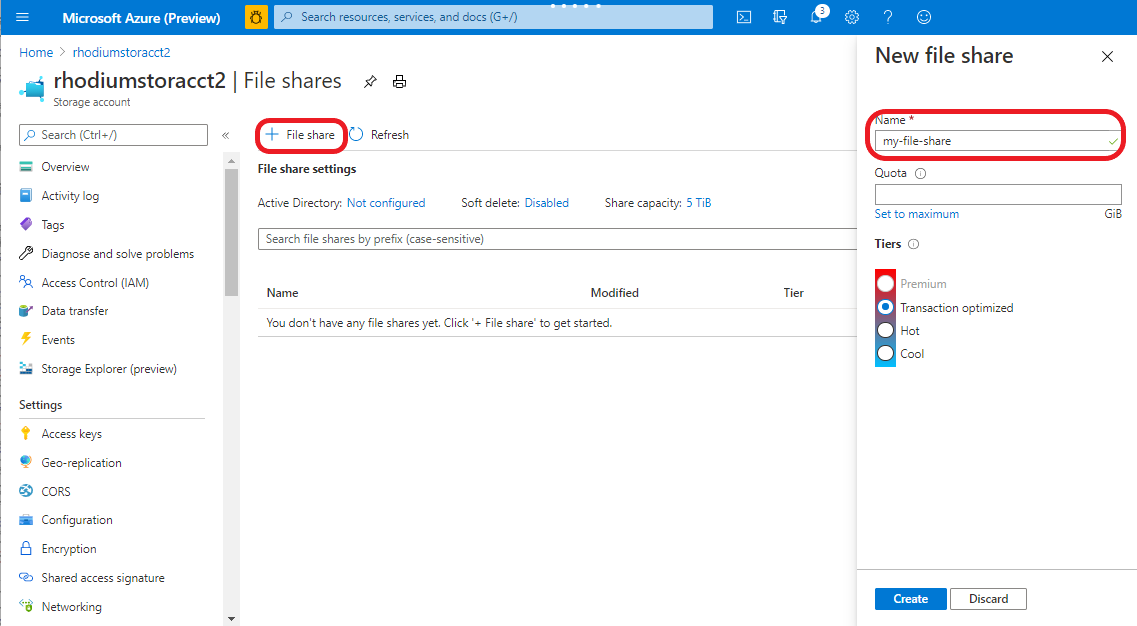 Microsoft Azure (Preview)
Search resources, services, and docs (G+/)
3
Home > rhodiumstoracct2
rhodiumstoracct2 | File shares
Storage account
Search (Ctrl+/)
«
Overview
Activity log
Tags
Diagnose and solve problems
Access Control (IAM)
Data transfer
Events
Storage Explorer (preview)
Settings
Access keys
Geo-replication
CORS
Configuration
Encryption
Shared access signature
Networking
+ File share
Refresh
File share settings
Active Directory: Not configured
Soft delete: Disabled
Share capacity: 5 TiB
Search file shares by prefix (case-sensitive)
Name
Modified
Tier
You don't have any file shares yet. Click '+ File share' to get started.
New file share
Name *
my-file-share
Quota
Set to maximum
GiB
Tiers
Premium
Transaction optimized
Hot
Cool
Create
Discard